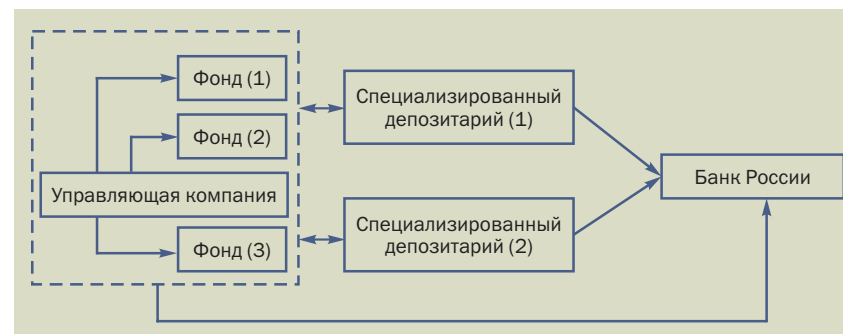 Фонд (1)
Фонд (2)
Управляющая компания
Фонд (3)
Специализированный
депозитарий (1)
Специализированный
депозитарий (2)
Банк России